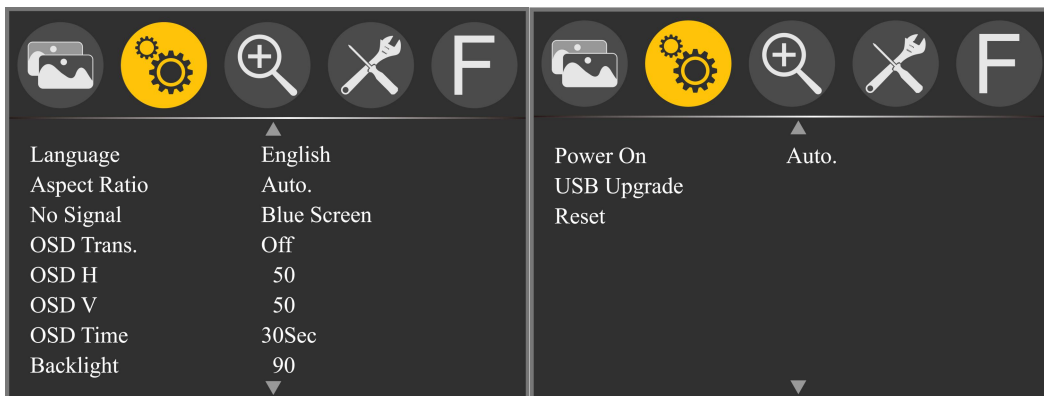 F
Language English
Aspect Ratio Auto.
No Signal Blue Screen
OSD Trans. Off
OSD H 50
OSD V 50
OSD Time 30Sec
Backlight 90
F
Power On Auto.
USB Upgrade
Reset